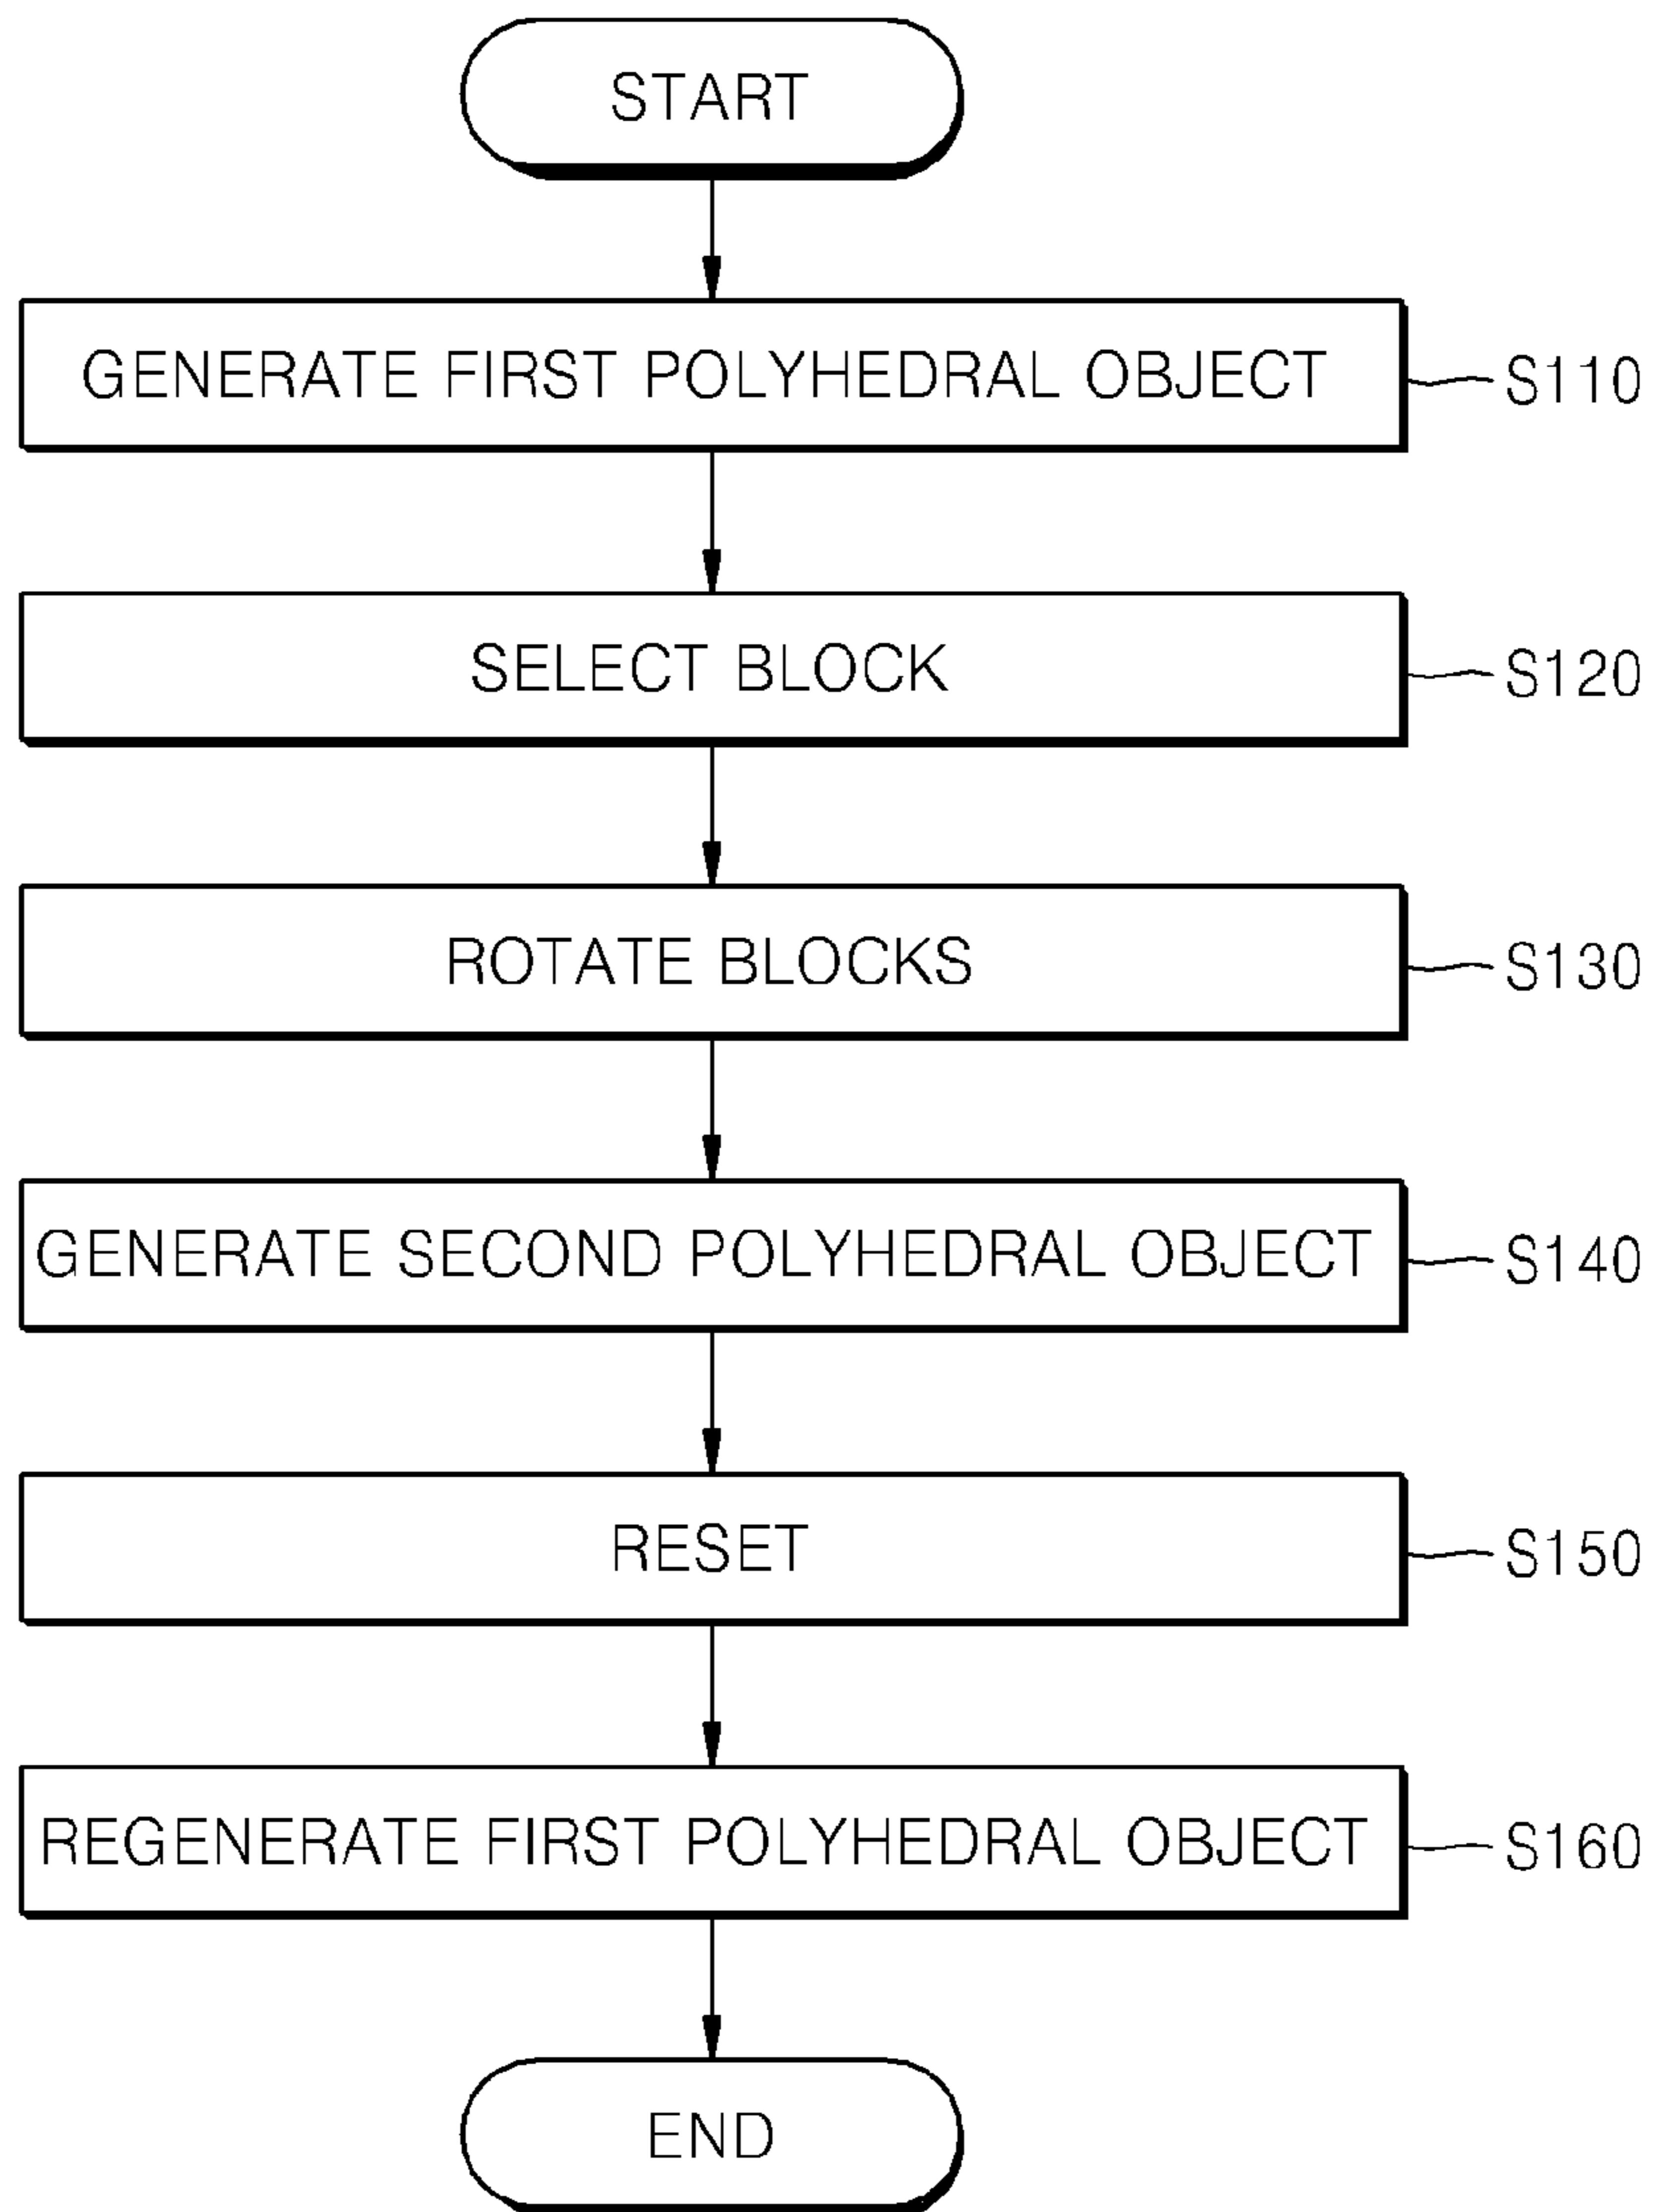 START
GENERATE FIRST POLYHEDRAL OBJECT
S110
SELECT BLOCK
S120
ROTATE BLOCKS
S130
GENERATE SECOND POLYHEDRAL OBJECT
S140
RESET
S150
REGENERATE FIRST POLYHEDRAL OBJECT
S160
END